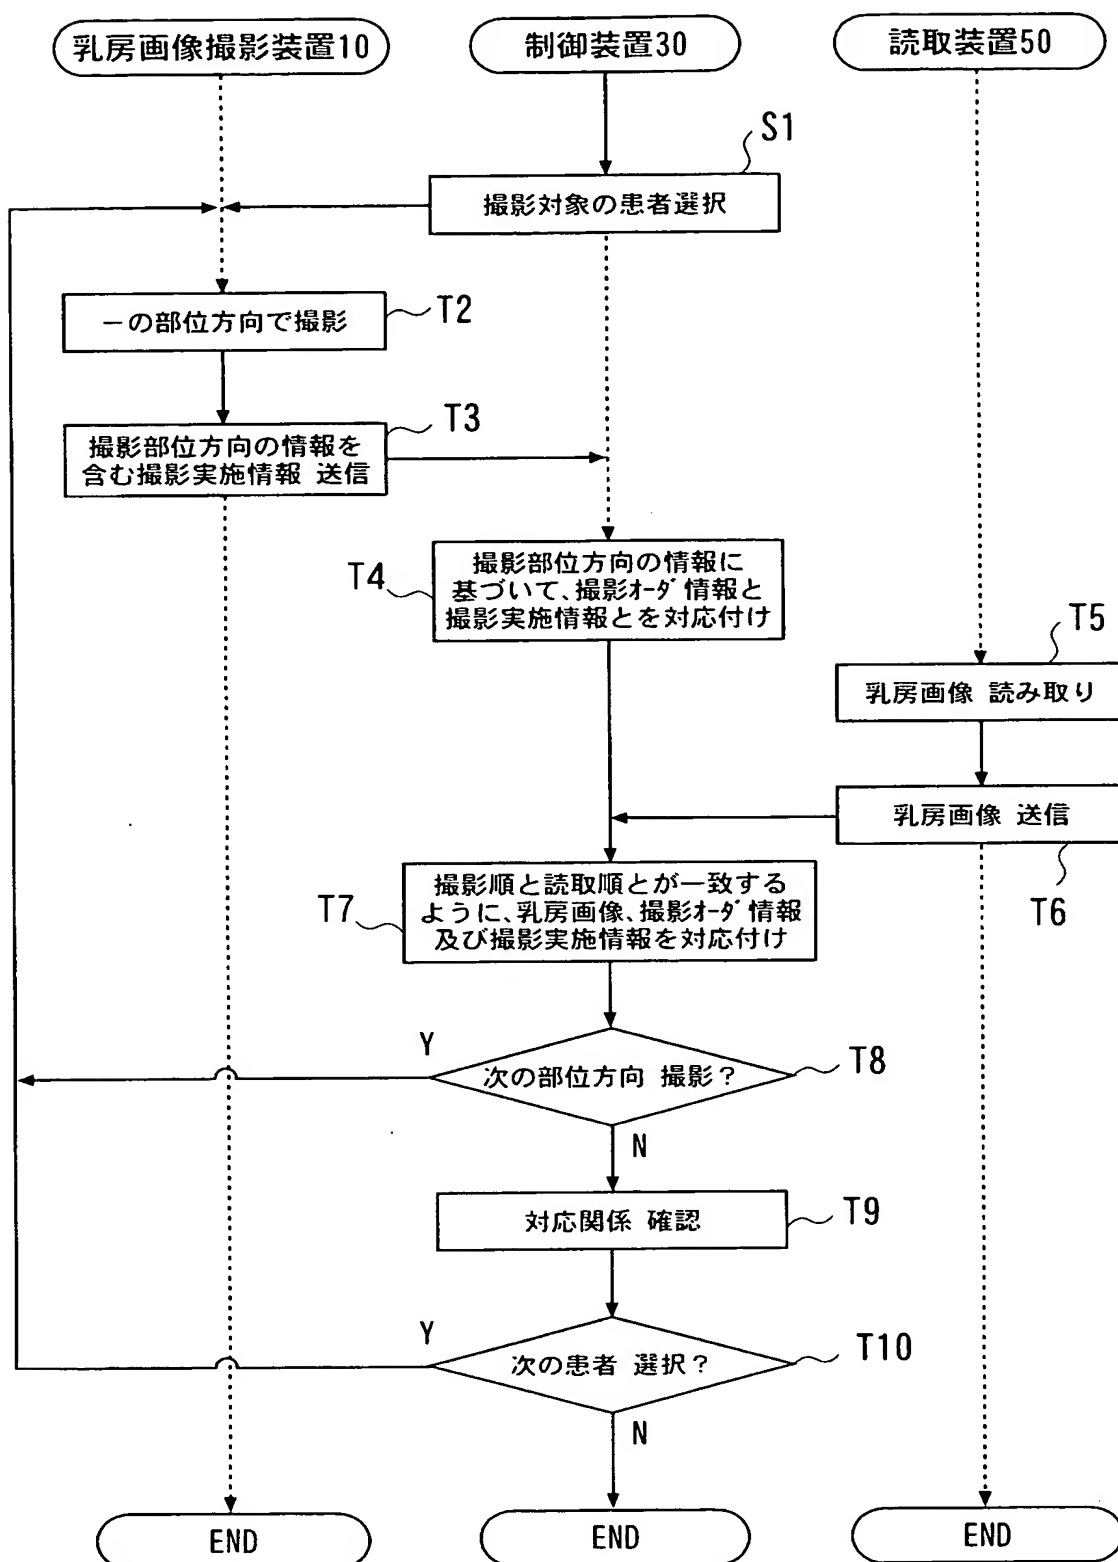 乳房画像撮影装置10
制御装置30
読取装置50
S1
撮影対象の患者選択
一の部位方向で撮影
T2
撮影部位方向の情報を
含む撮影実施情報 送信
T3
撮影部位方向の情報に
基づいて、撮影オーダ情報と
撮影実施情報とを対応付け
T4
T5
乳房画像 読み取り
乳房画像 送信
T6
撮影順と読取順とが一致する
ように、乳房画像、撮影オーダ情報
及び撮影実施情報を対応付け
T7
Y
次の部位方向 撮影?
T8
N
対応関係 確認
T9
Y
次の患者 選択?
T10
N
END
END
END